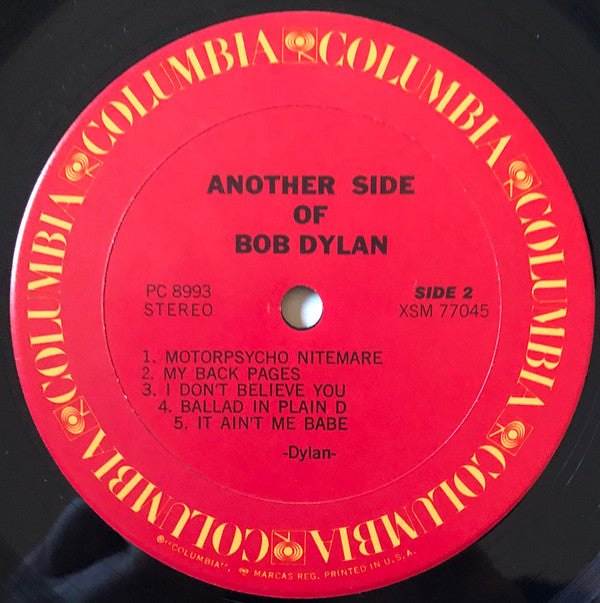 COLUMBIA COLUMBIA COLUMBIA COLUMBIA COLUMBIA COLUMBIA
ANOTHER SIDE
OF
BOB DYLAN
PC 8993
STEREO
SIDE 2
XSM 77045
1. MOTORPSYCHO NITEMARE
2. MY BACK PAGES
3. I DON'T BELIEVE YOU
4. BALLAD IN PLAIN D
5. IT AIN'T ME BABE
-Dylan-
"COLUMBIA", MARCAS REG. PRINTED IN U.S.A.